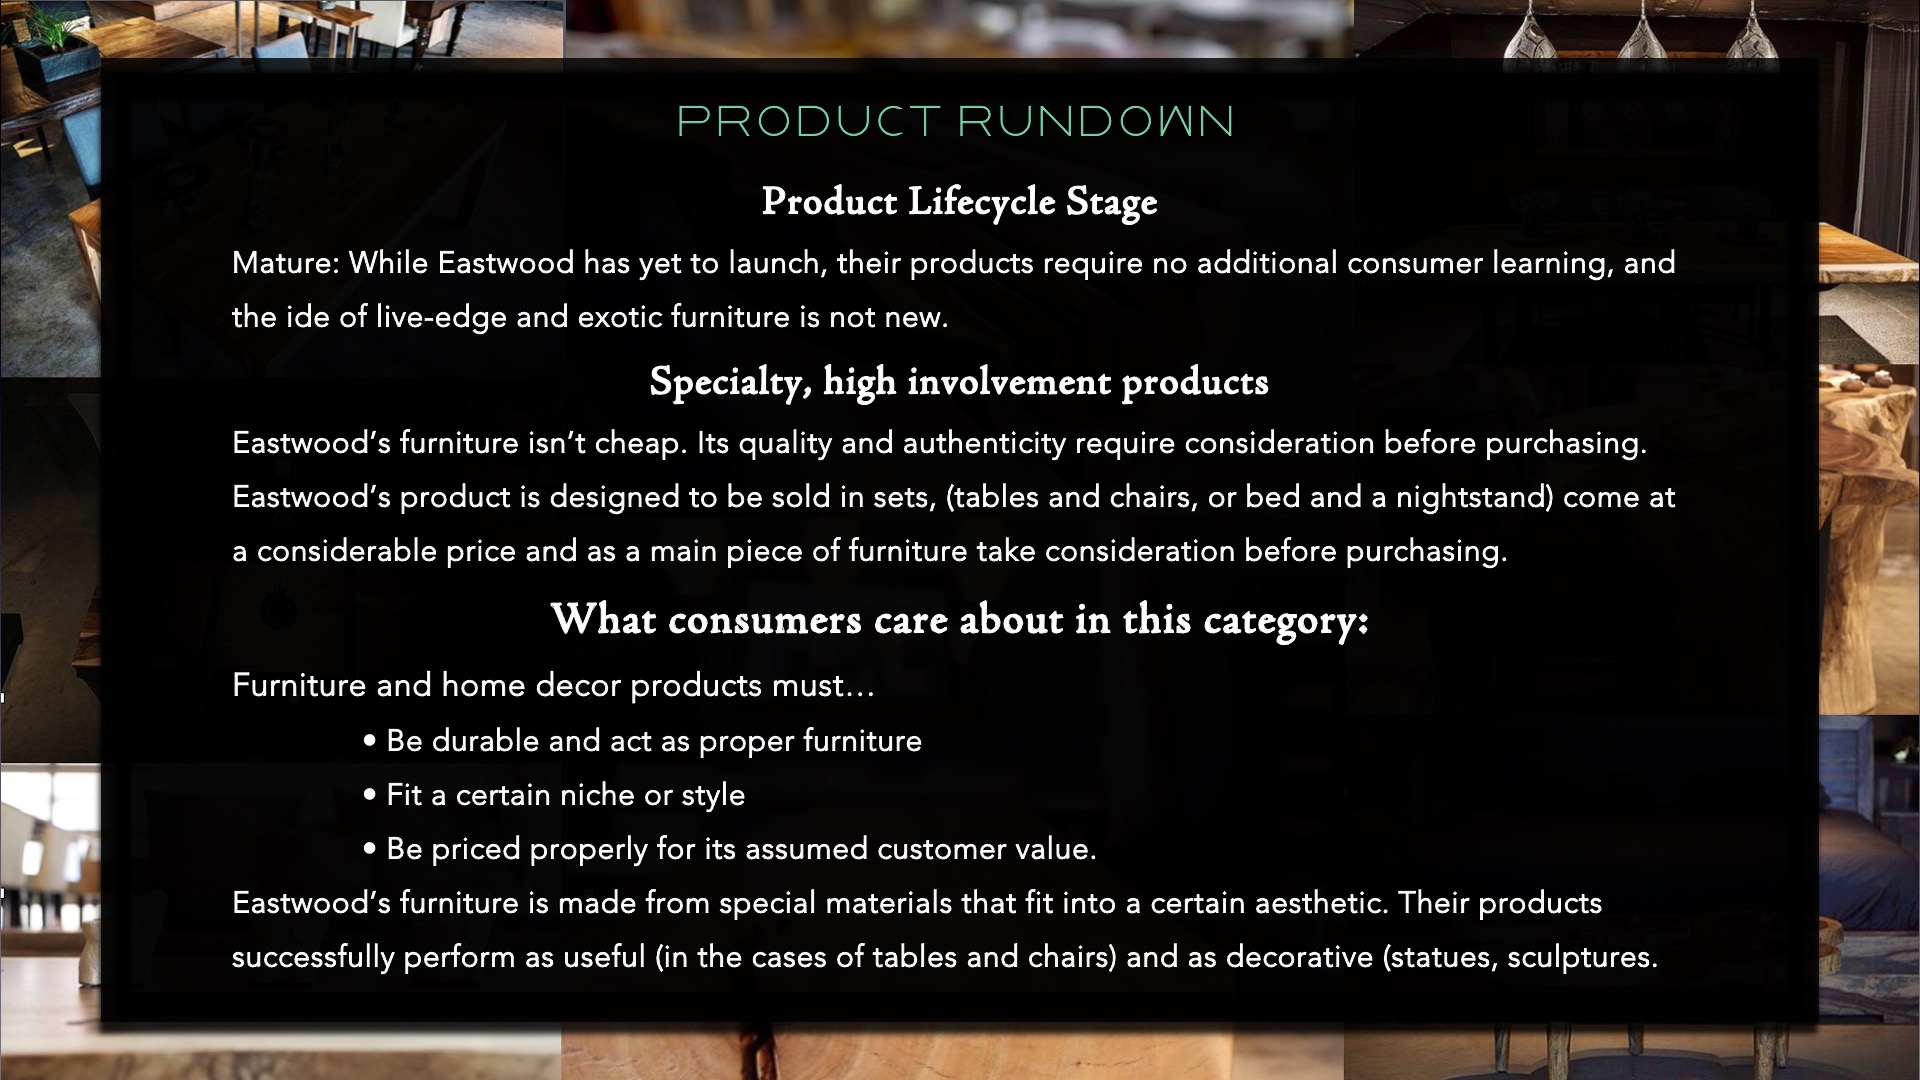 PRODUCT RUNDOWN
Product Lifecycle Stage
Mature: While Eastwood has yet to launch, their products require no additional consumer learning, and
the ide of live-edge and exotic furniture is not new.
Specialty, high involvement products
Eastwood’s furniture isn’t cheap. Its quality and authenticity require consideration before purchasing.
Eastwood’s product is designed to be sold in sets, (tables and chairs, or bed and a nightstand) come at
a considerable price and as a main piece of furniture take consideration before purchasing.
What consumers care about in this category:
Furniture and home decor products must…
• Be durable and act as proper furniture
• Fit a certain niche or style
• Be priced properly for its assumed customer value.
Eastwood’s furniture is made from special materials that fit into a certain aesthetic. Their products
successfully perform as useful (in the cases of tables and chairs) and as decorative (statues, sculptures.